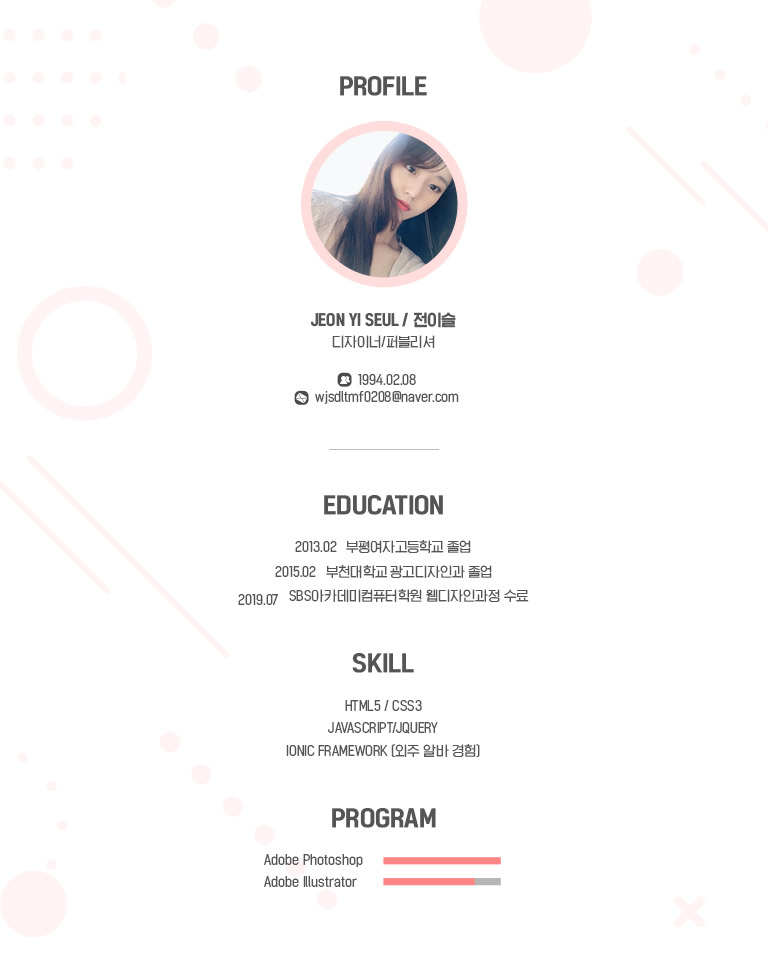 PROFILE
JEON YI SEUL / 전이슬
디자이너/퍼블리셔
1994.02.08
wjsdltmf0208@naver.com
EDUCATION
2013.02 부평여자고등학교 졸업
2015.02 부천대학교 광고디자인과 졸업
2019.07 SBS아카데미컴퓨터학원 웹디자인과정 수료
SKILL
HTML5 / CSS3
JAVASCRIPT/JQUERY
IONIC FRAMEWORK (외주 알바 경험)
PROGRAM
Adobe Photoshop
Adobe Illustrator